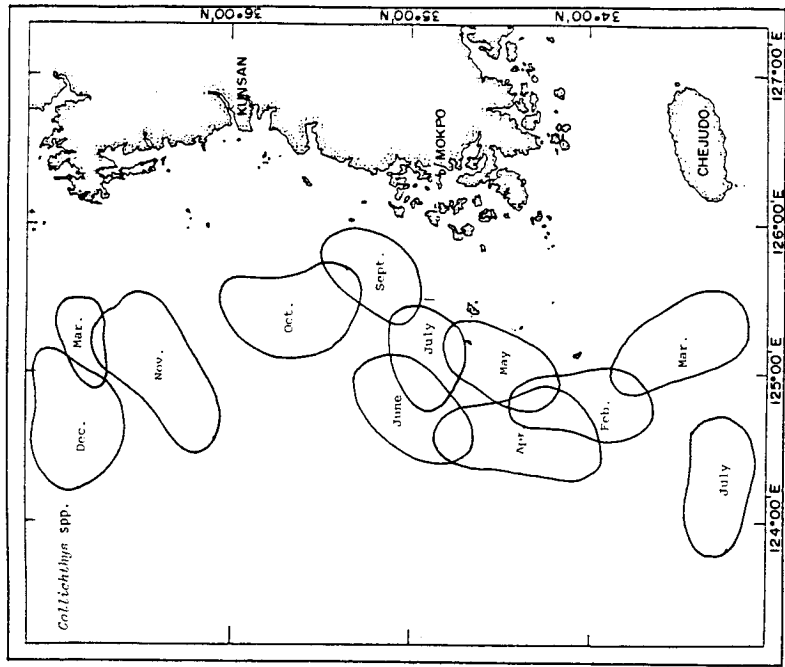 Collichthys spp.
Dec.
Mar.
Nov.
Oct.
Sept.
June
July
May
Apr
Feb.
Mar.
July
KUNSAN
MOKPO
CHEJUDO.
36°00'N
35°00'N
34°00'N
124°00'E
125°00'E
126°00'E
127°00'E